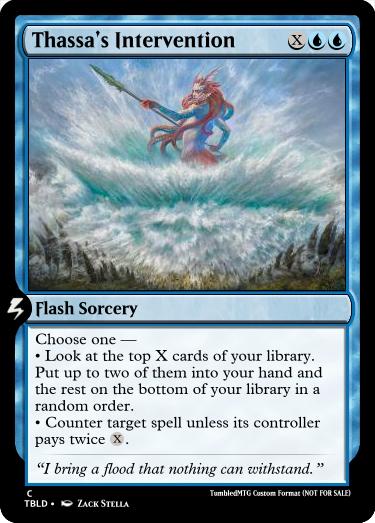 Thassa's Intervention X
Flash Sorcery
Choose one —
• Look at the top X cards of your library.
Put up to two of them into your hand and
the rest on the bottom of your library in a
random order.
• Counter target spell unless its controller
pays twice X.
“I bring a flood that nothing can withstand.”
C
TBLD • Zack Stella
TumbledMTG Custom Format (NOT FOR SALE)